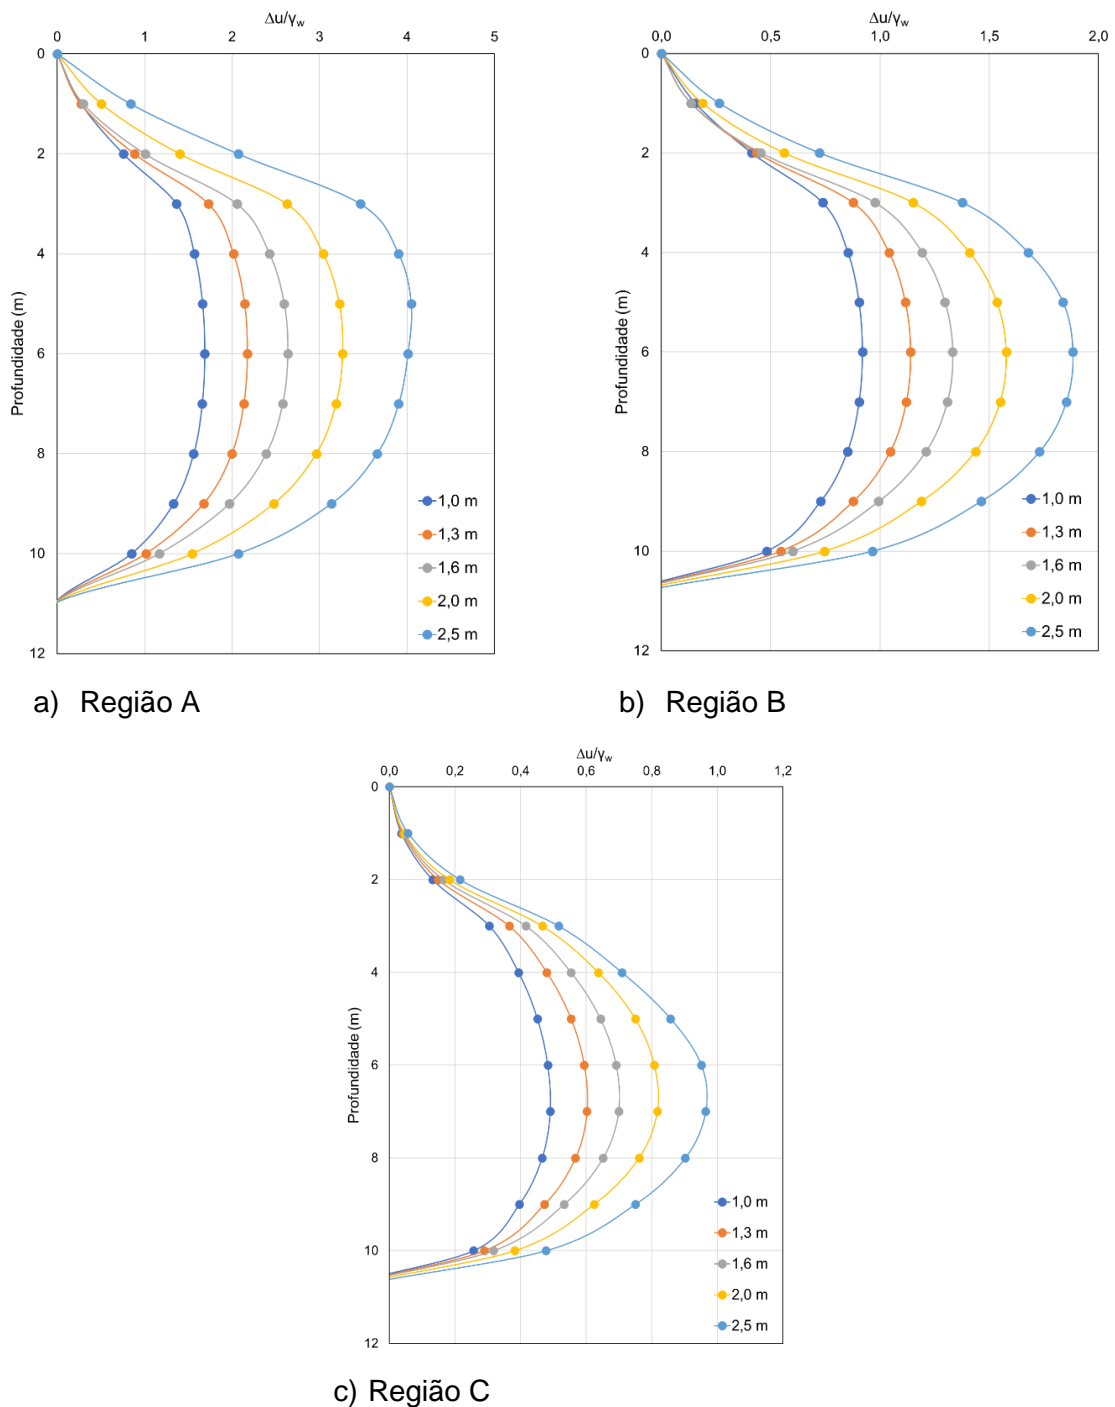 Δu/γw
0 1 2 3 4 5
0
2
4
6
8
10
12
Profundidade (m)
1,0 m
1,3 m
1,6 m
2,0 m
2,5 m
a) Região A
Δu/γw
0,0 0,5 1,0 1,5 2,0
0
2
4
6
8
10
12
Profundidade (m)
1,0 m
1,3 m
1,6 m
2,0 m
2,5 m
b) Região B
Δu/γw
0,0 0,2 0,4 0,6 0,8 1,0 1,2
0
2
4
6
8
10
12
Profundidade (m)
1,0 m
1,3 m
1,6 m
2,0 m
2,5 m
c) Região C